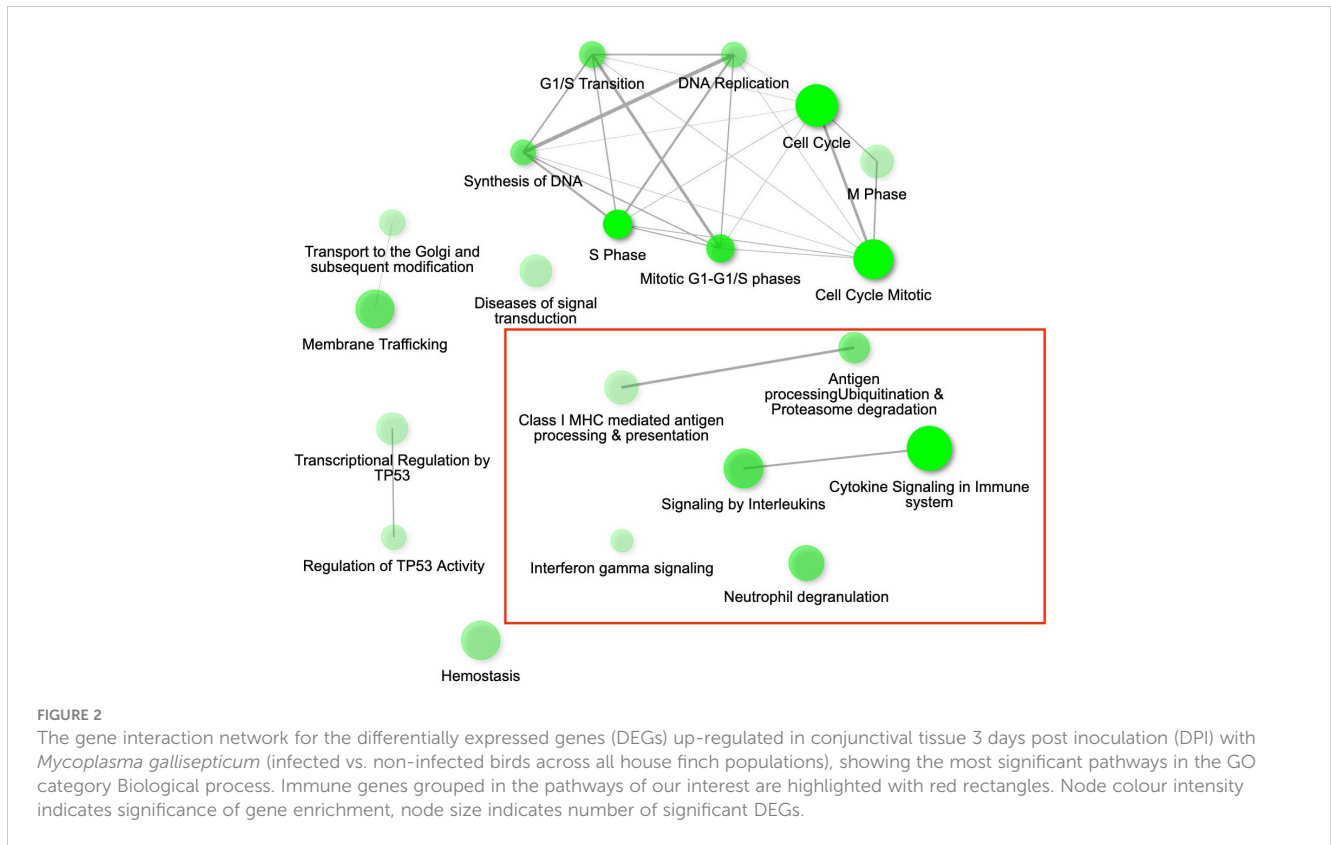 G1/S Transition
DNA Replication
Cell Cycle
M Phase
Synthesis of DNA
S Phase
Mitotic G1-G1/S phases
Cell Cycle Mitotic
Transport to the Golgi and
subsequent modification
Diseases of signal
transduction
Membrane Trafficking
Antigen
processingUbiquitination &
Proteasome degradation
Class I MHC mediated antigen
processing & presentation
Transcriptional Regulation by
TP53
Signaling by Interleukins
Cytokine Signaling in Immune
system
Regulation of TP53 Activity
Interferon gamma signaling
Neutrophil degranulation
Hemostasis
FIGURE 2
The gene interaction network for the differentially expressed genes (DEGs) up-regulated in conjunctival tissue 3 days post inoculation (DPI) with
Mycoplasma gallisepticum (infected vs. non-infected birds across all house finch populations), showing the most significant pathways in the GO
category Biological process. Immune genes grouped in the pathways of our interest are highlighted with red rectangles. Node colour intensity
indicates significance of gene enrichment, node size indicates number of significant DEGs.